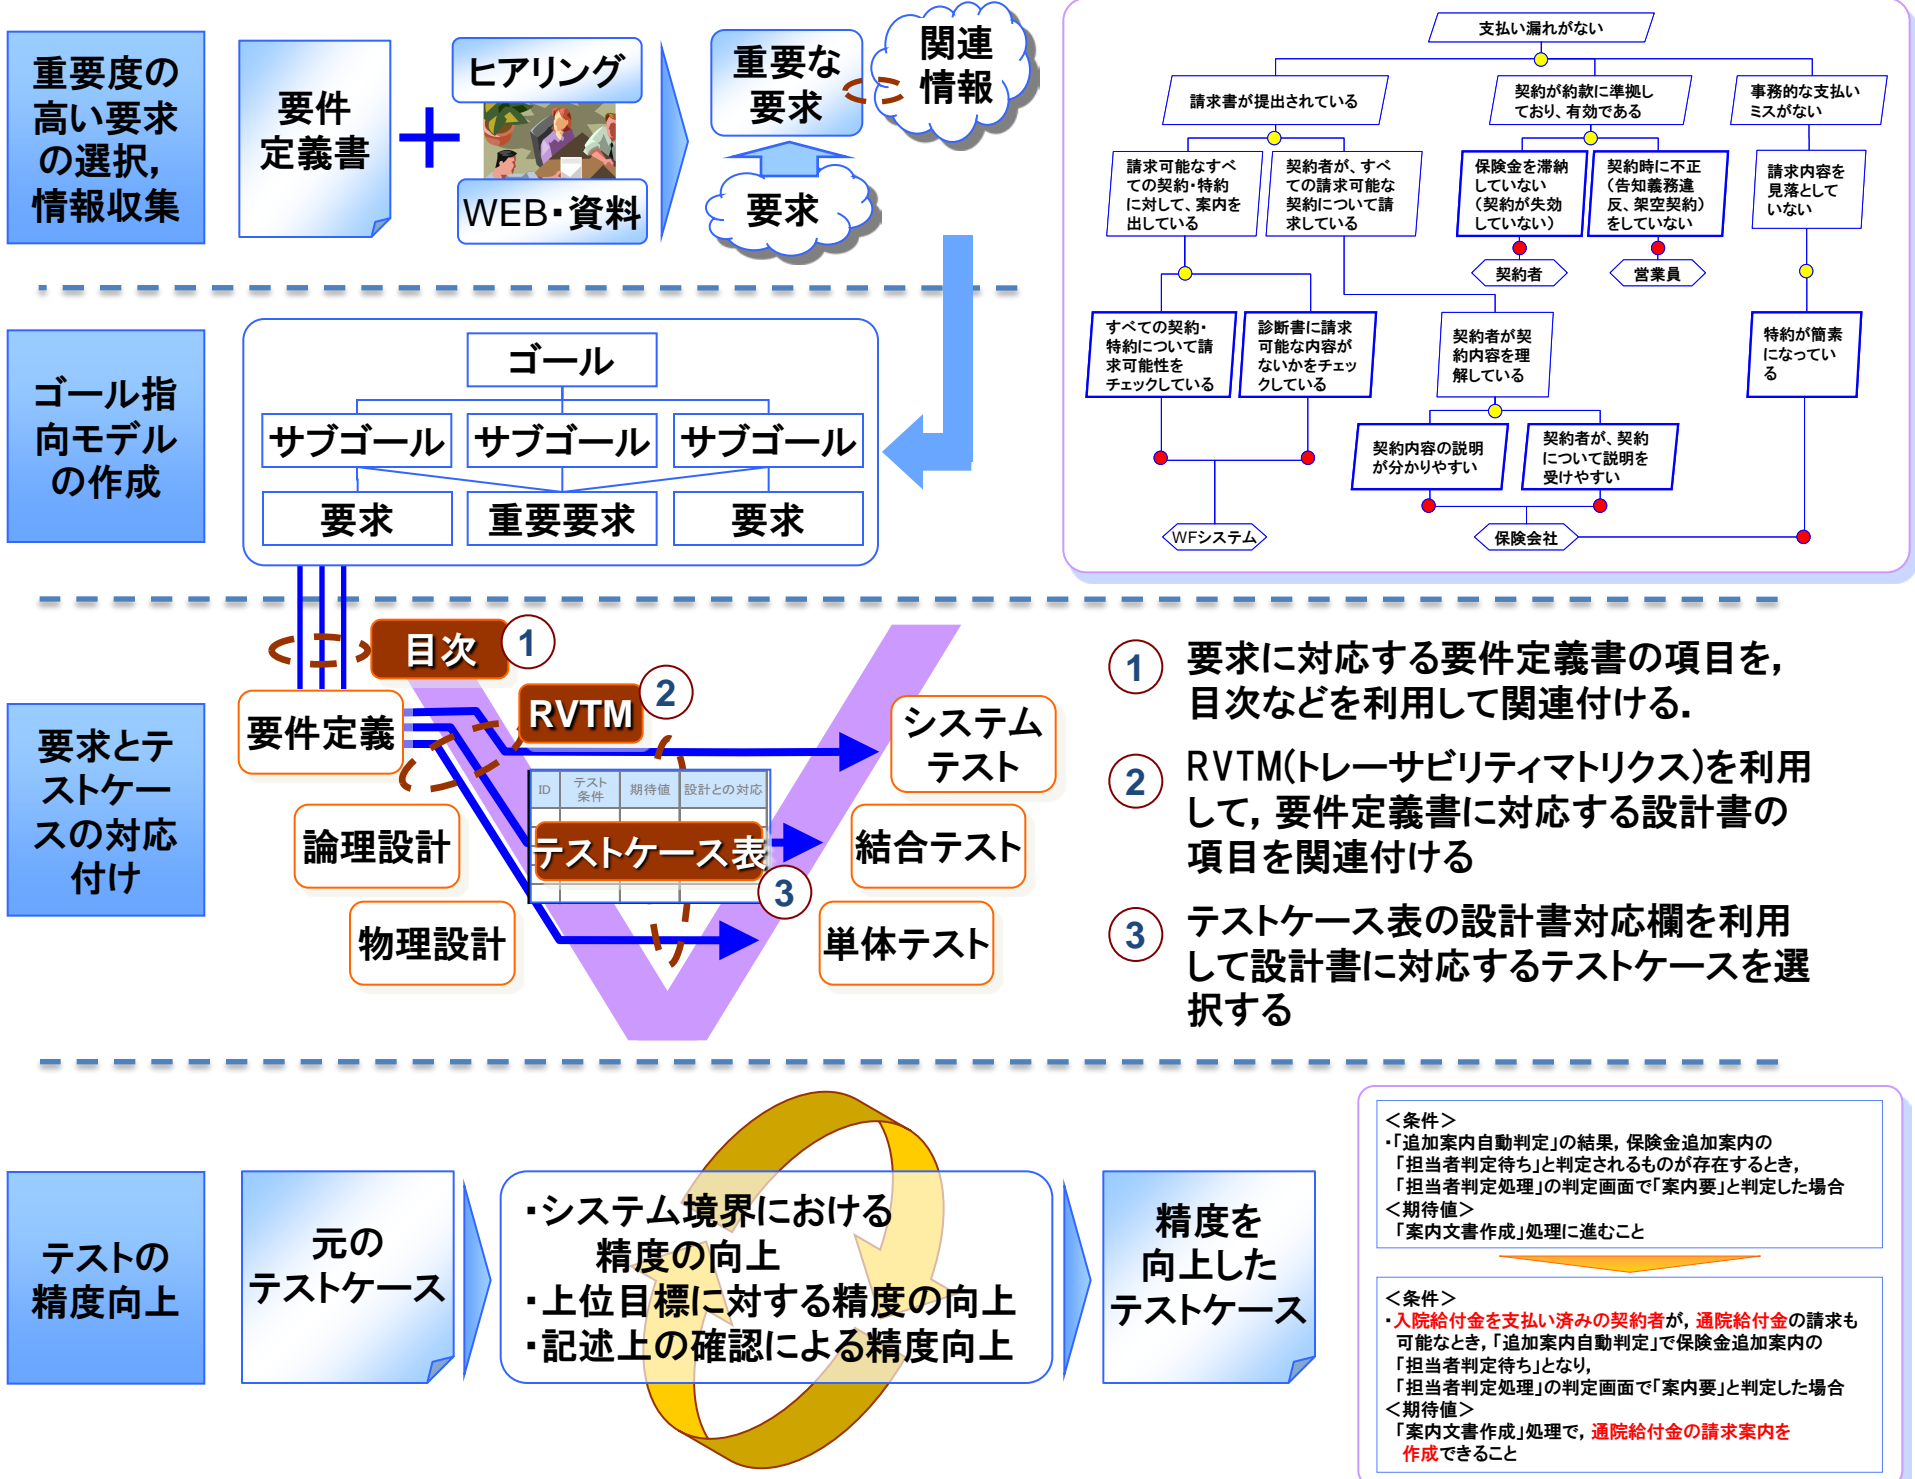 重要度の
高い要求
の選択,
情報収集
要件
定義書
ヒアリング
WEB・資料
重要な
要求
関連
情報
要求
支払い漏れがない
請求書が提出されている
契約が約款に準拠し
ており、有効である
事務的な支払い
ミスがない
請求可能なすべ
ての契約・特約
に対して、案内を
出している
契約者が、すべ
ての請求可能な
契約について請
求している
保険金を滞納
していない
(契約が失効
していない)
契約時に不正
(告知義務違
反、架空契約)
をしていない
請求内容を
見落として
いない
契約者
営業員
すべての契約・
特約について請
求可能性を
チェックしている
診断書に請求
可能な内容が
ないかをチェッ
クしている
契約者が契
約内容を理
解している
特約が簡素
になってい
る
契約内容の説明
が分かりやすい
契約者が、契約
について説明を
受けやすい
WFシステム
保険会社
ゴール指
向モデル
の作成
ゴール
サブゴール
サブゴール
サブゴール
要求
重要要求
要求
要求とテ
ストケー
スの対応
付け
目次
1
RVTM
2
要件定義
論理設計
物理設計
ID
テスト
条件
期待値
設計との対応
テストケース表
3
システム
テスト
結合テスト
単体テスト
1
要求に対応する要件定義書の項目を,
目次などを利用して関連付ける.
2
RVTM(トレーサビリティマトリクス)を利用
して, 要件定義書に対応する設計書の
項目を関連付ける
3
テストケース表の設計書対応欄を利用
して設計書に対応するテストケースを選
択する
テストの
精度向上
元の
テストケース
・システム境界における
精度の向上
・上位目標に対する精度の向上
・記述上の確認による精度向上
精度を
向上した
テストケース
<条件>
・「追加案内自動判定」の結果, 保険金追加案内の
「担当者判定待ち」と判定されるものが存在するとき,
「担当者判定処理」の判定画面で「案内要」と判定した場合
<期待値>
「案内文書作成」処理に進むこと
<条件>
・入院給付金を支払い済みの契約者が, 通院給付金の請求も
可能なとき, 「追加案内自動判定」で保険金追加案内の
「担当者判定待ち」となり,
「担当者判定処理」の判定画面で「案内要」と判定した場合
<期待値>
「案内文書作成」処理で, 通院給付金の請求案内を
作成できること